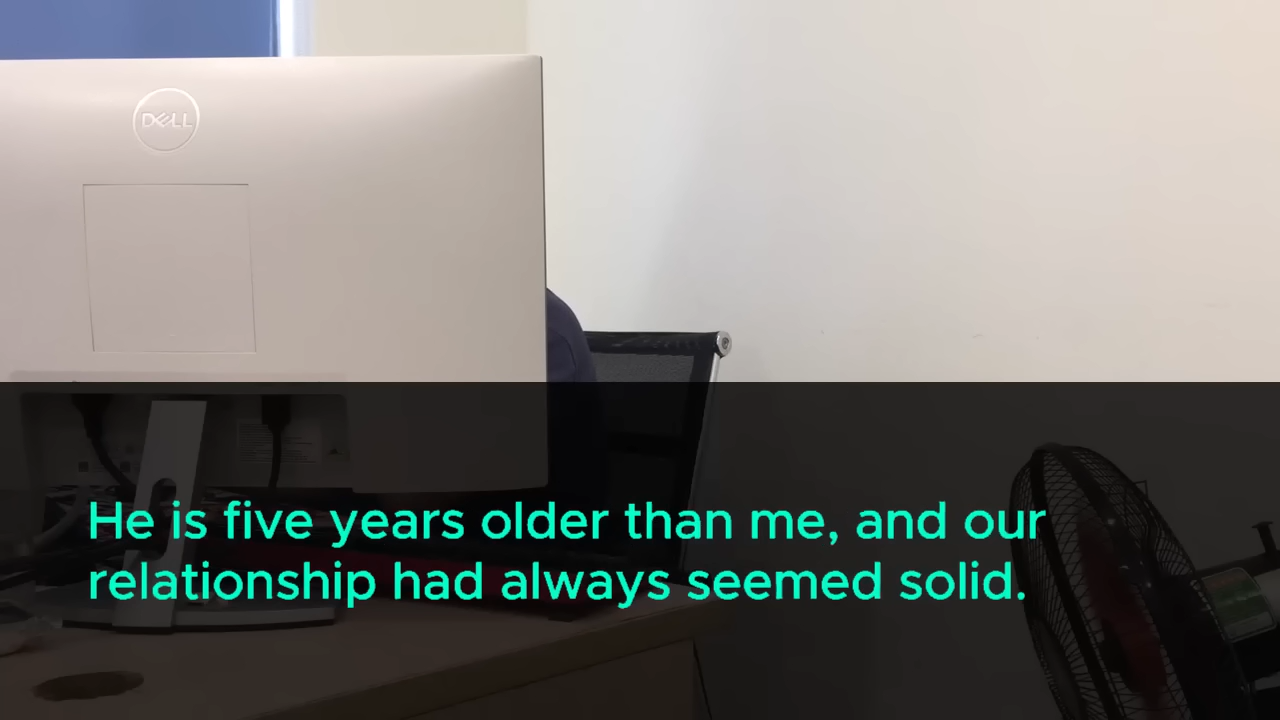 DELL
He is five years older than me, and our
relationship had always seemed solid.